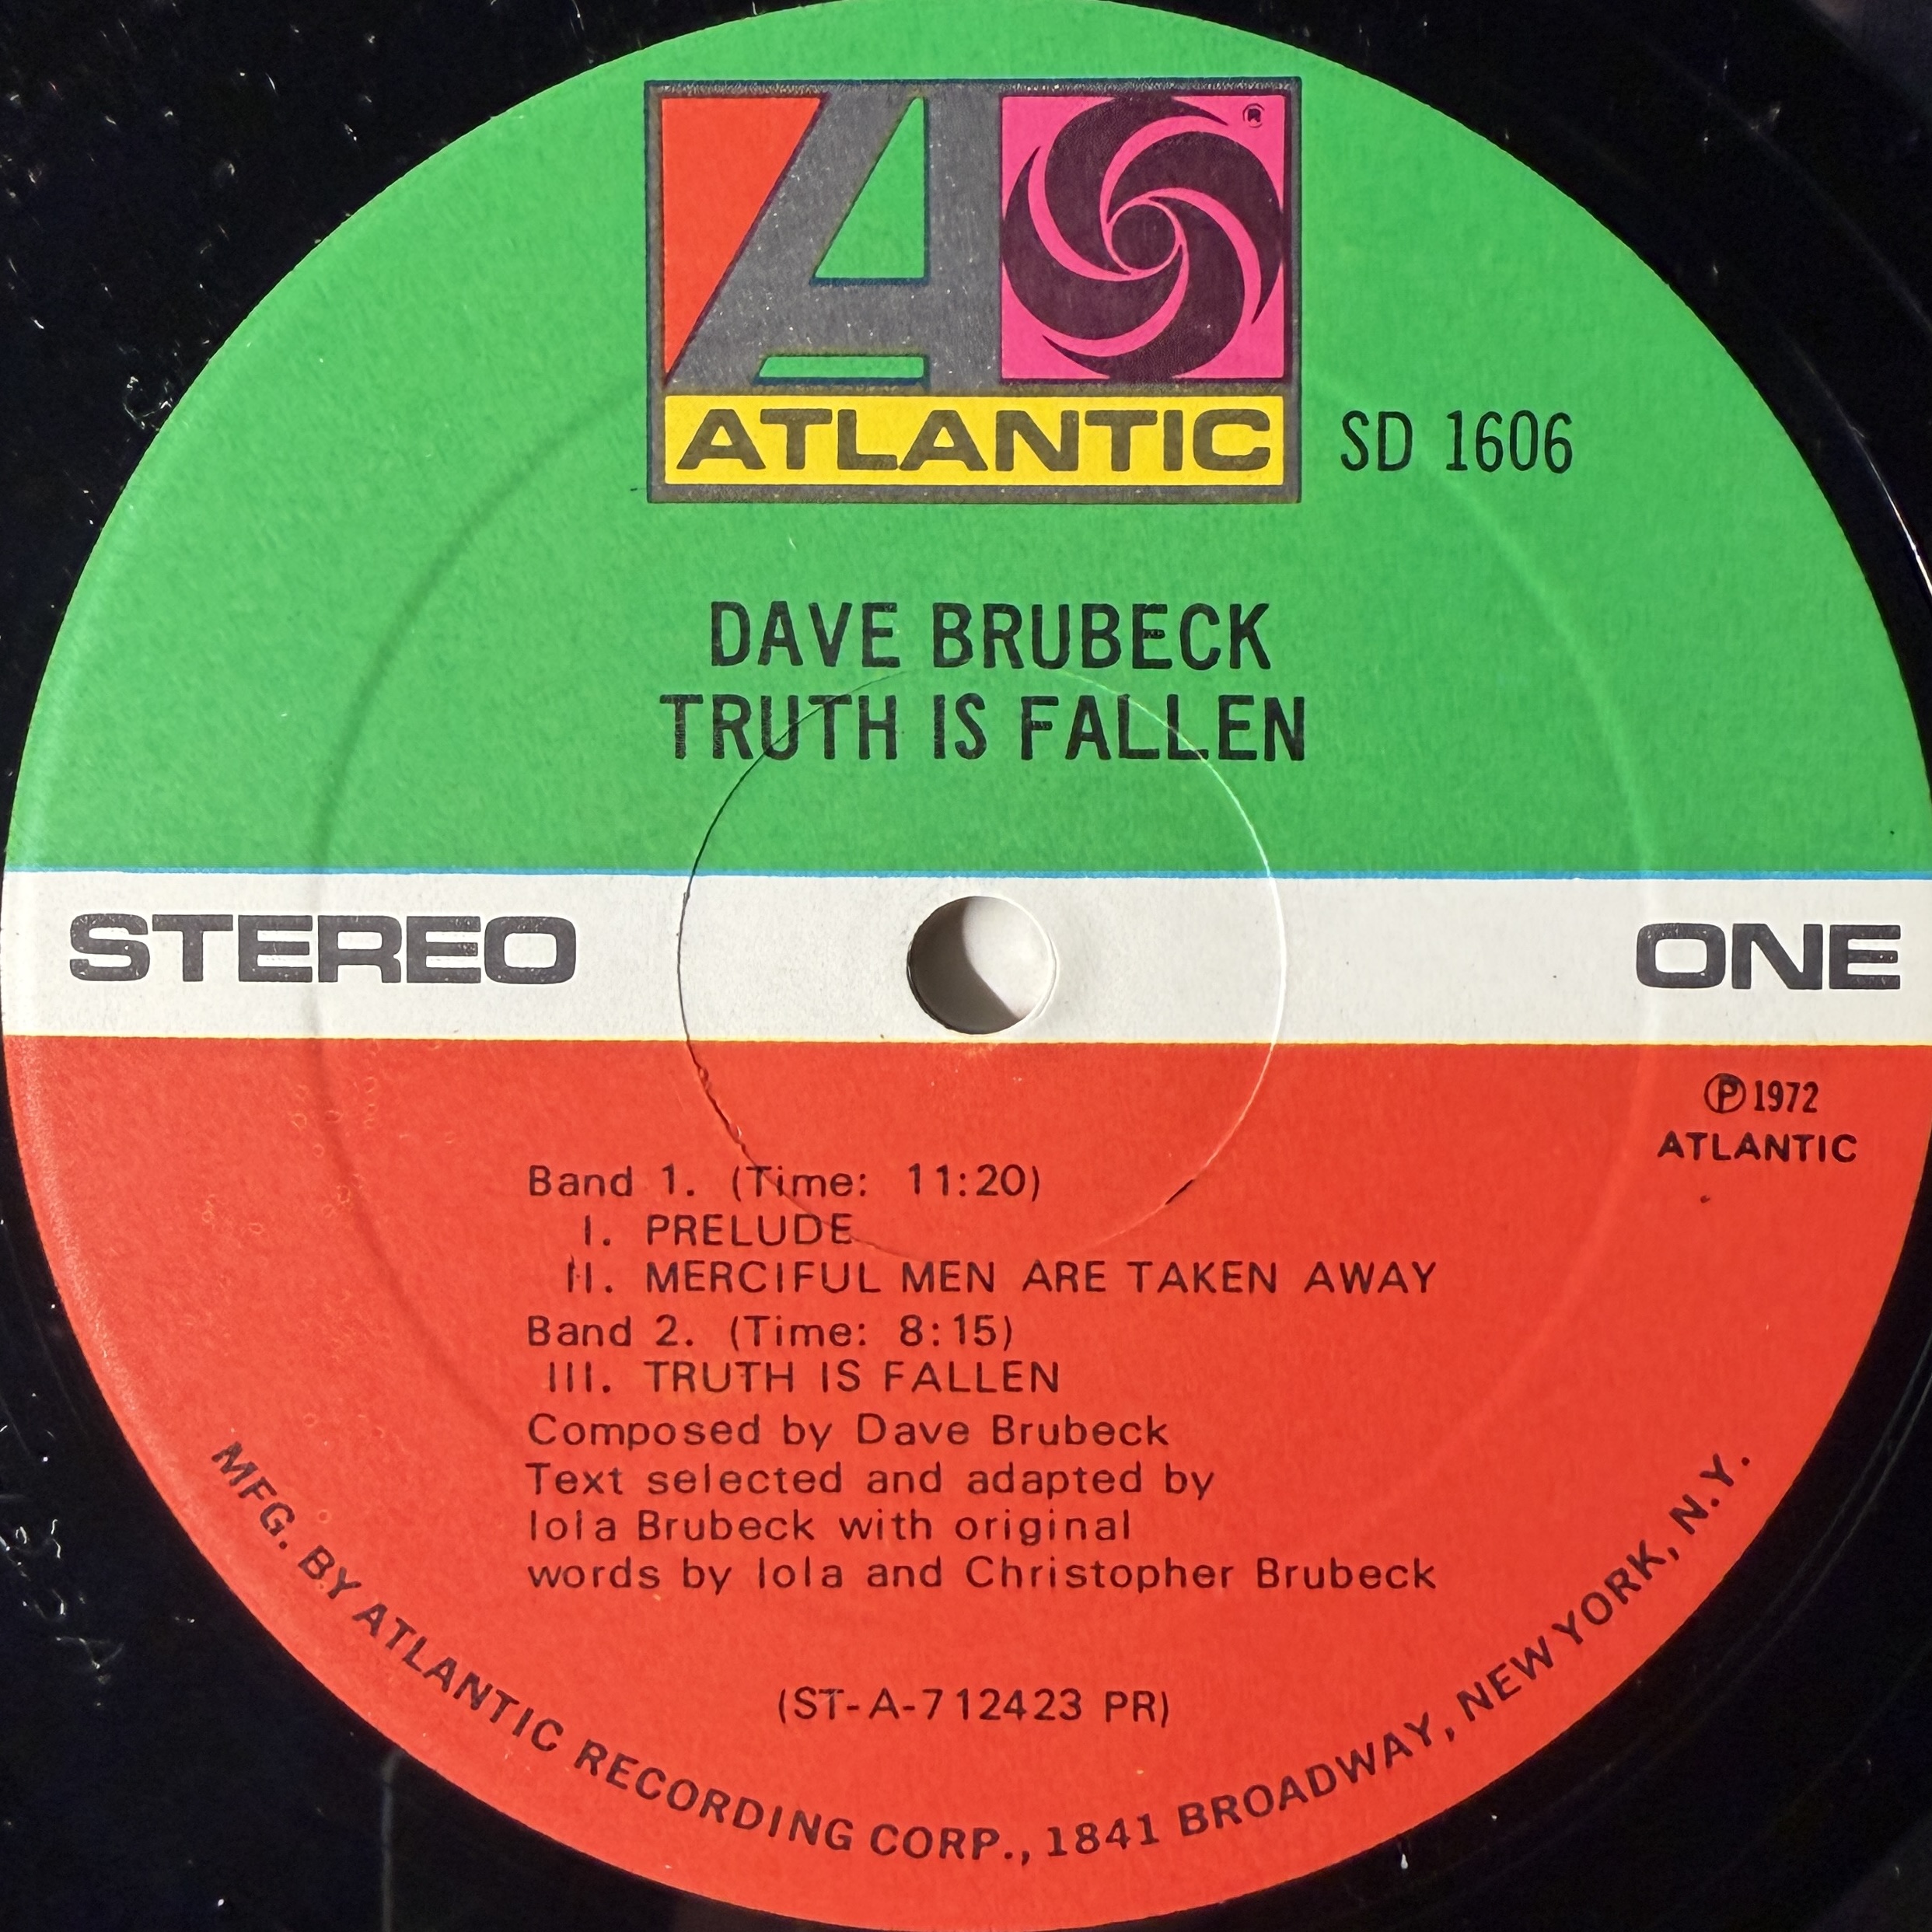 ®
ATLANTIC
SD 1606
DAVE BRUBECK
TRUTH IS FALLEN
STEREO
ONE
℗ 1972
ATLANTIC
Band 1. (Time: 11:20)
I. PRELUDE
II. MERCIFUL MEN ARE TAKEN AWAY
Band 2. (Time: 8:15)
III. TRUTH IS FALLEN
Composed by Dave Brubeck
Text selected and adapted by
Iola Brubeck with original
words by Iola and Christopher Brubeck
(ST-A-712423 PR)
MFG. BY ATLANTIC RECORDING CORP., 1841 BROADWAY, NEW YORK, N.Y.